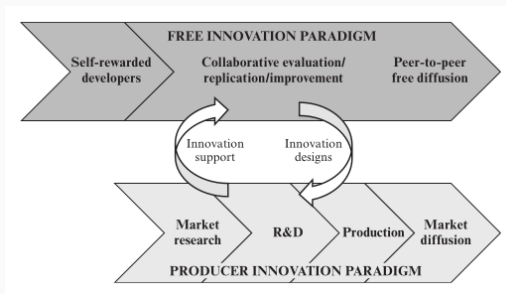 FREE INNOVATION PARADIGM
Self-rewarded
developers
Collaborative evaluation/
replication/improvement
Peer-to-peer
free diffusion
Innovation
support
Innovation
designs
Market
research
R&D
Production
Market
diffusion
PRODUCER INNOVATION PARADIGM